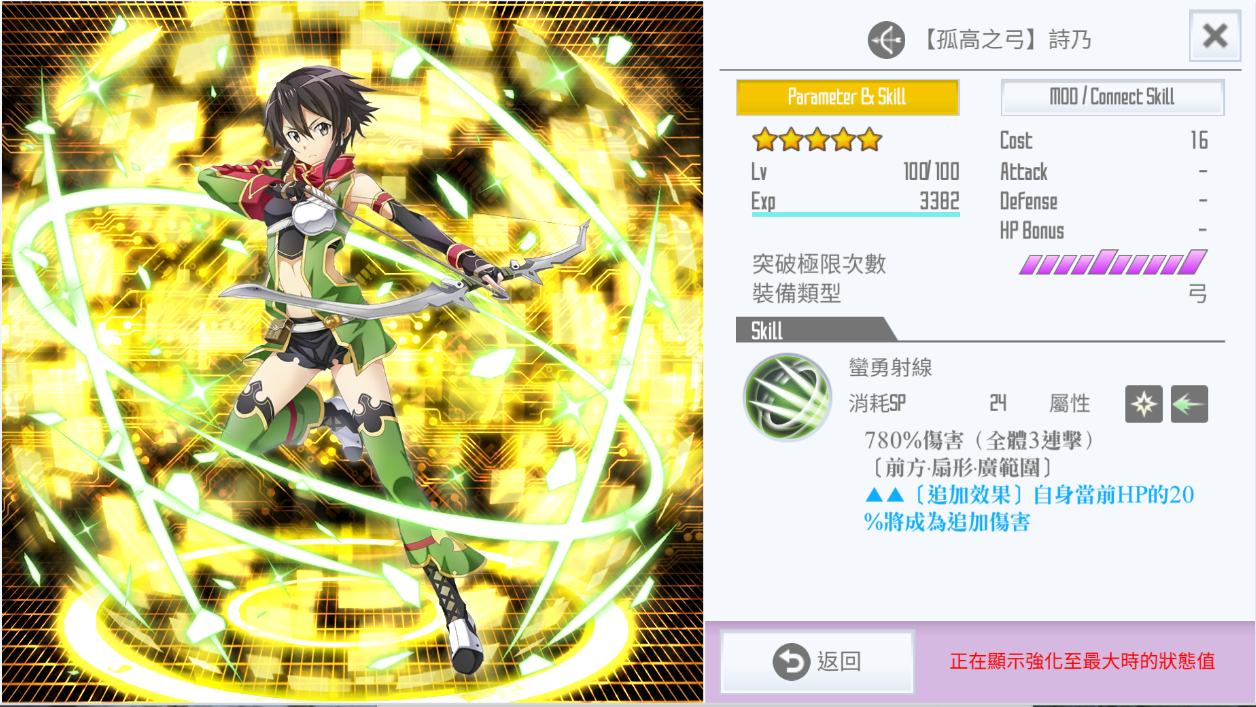 【孤高之弓】詩乃
Parameter & Skill
MOD / Connect Skill
Lv 100/100
Exp 3382
Cost 16
Attack -
Defense -
HP Bonus -
突破極限次數
裝備類型 弓
Skill
蠻勇射線
消耗SP 24 屬性
780%傷害（全體3連擊）
〔前方·扇形·廣範圍〕
▲▲〔追加效果〕自身當前HP的20
%將成為追加傷害
返回
正在顯示強化至最大時的狀態值